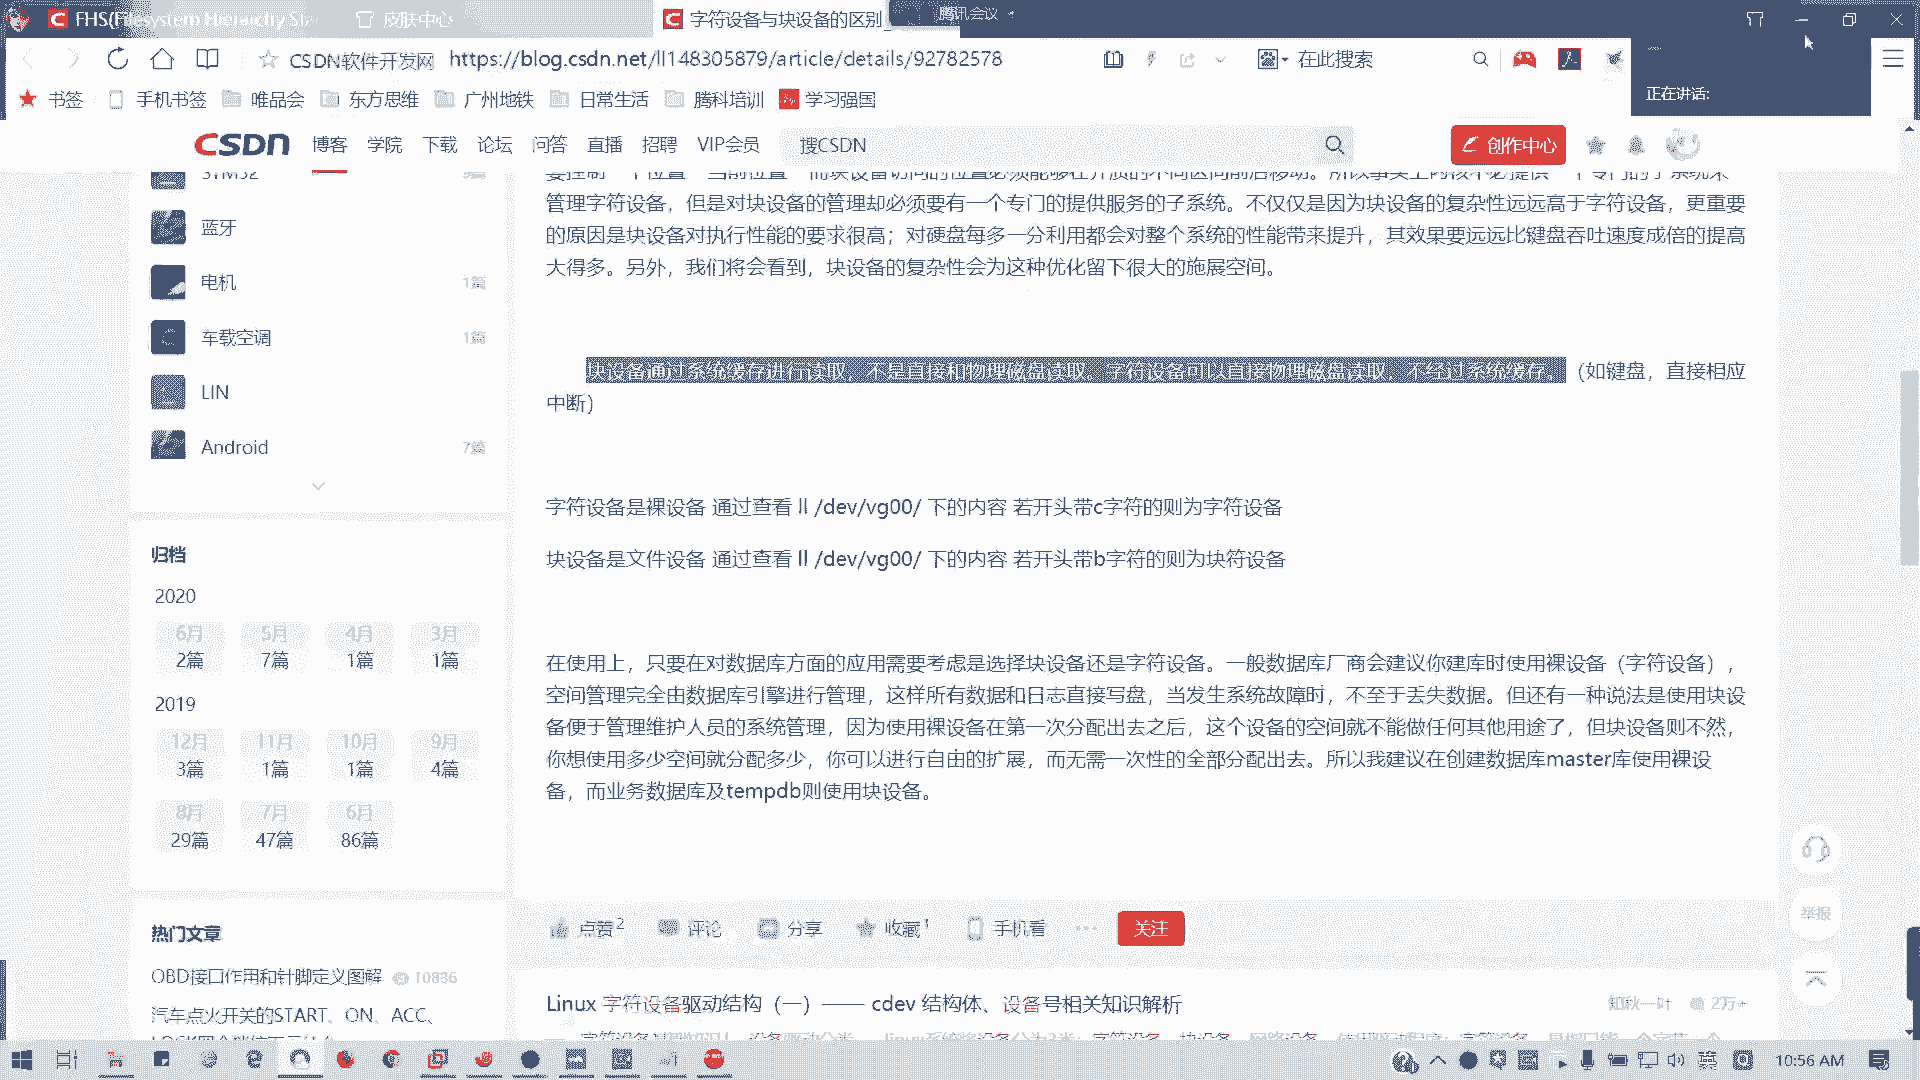 FHS(Filesystem Hierarchy Sta
皮肤中心
字符设备与块设备的区别_
腾讯会议
CSDN软件开发网
https://blog.csdn.net/ll148305879/article/details/92782578
在此搜索
正在讲话:
书签
手机书签
唯品会
东方思维
广州地铁
日常生活
腾科培训
学习强国
CSDN
博客
学院
下载
论坛
问答
直播
招聘
VIP会员
搜CSDN
创作中心
STM32
蓝牙
电机
1篇
车载空调
1篇
LIN
Android
7篇
归档
2020
6月 5月 4月 3月
2篇 7篇 1篇 1篇
2019
12月 11月 10月 9月
3篇 1篇 1篇 4篇
8月 7月 6月
29篇 47篇 86篇
热门文章
OBD接口作用和针脚定义图解 10836
汽车点火开关的START、ON、ACC、
管理字符设备，但是对块设备的管理却必须要有一个专门的提供服务的子系统。不仅仅是因为块设备的复杂性远远高于字符设备，更重要
的原因是块设备对执行性能的要求很高；对硬盘每多一分利用都会对整个系统的性能带来提升，其效果要远远比键盘吞吐速度成倍的提高
大得多。另外，我们将会看到，块设备的复杂性会为这种优化留下很大的施展空间。
块设备通过系统缓存进行读取，不是直接和物理磁盘读取。字符设备可以直接物理磁盘读取，不经过系统缓存。（如键盘，直接相应
中断）
字符设备是裸设备 通过查看 ll /dev/vg00/ 下的内容 若开头带c字符的则为字符设备
块设备是文件设备 通过查看 ll /dev/vg00/ 下的内容 若开头带b字符的则为块符设备
在使用上，只要在对数据库方面的应用需要考虑是选择块设备还是字符设备。一般数据库厂商会建议你建库时使用裸设备（字符设备），
空间管理完全由数据库引擎进行管理，这样所有数据和日志直接写盘，当发生系统故障时，不至于丢失数据。但还有一种说法是使用块设
备便于管理维护人员的系统管理，因为使用裸设备在第一次分配出去之后，这个设备的空间就不能做任何其他用途了，但块设备则不然，
你想使用多少空间就分配多少，你可以进行自由的扩展，而无需一次性的全部分配出去。所以我建议在创建数据库master库使用裸设
备，而业务数据库及tempdb则使用块设备。
点赞2
评论
分享
收藏1
手机看
关注
举报
Linux 字符设备驱动结构（一）—— cdev 结构体、设备号相关知识解析
知秋一叶 2万+
英
10:56 AM